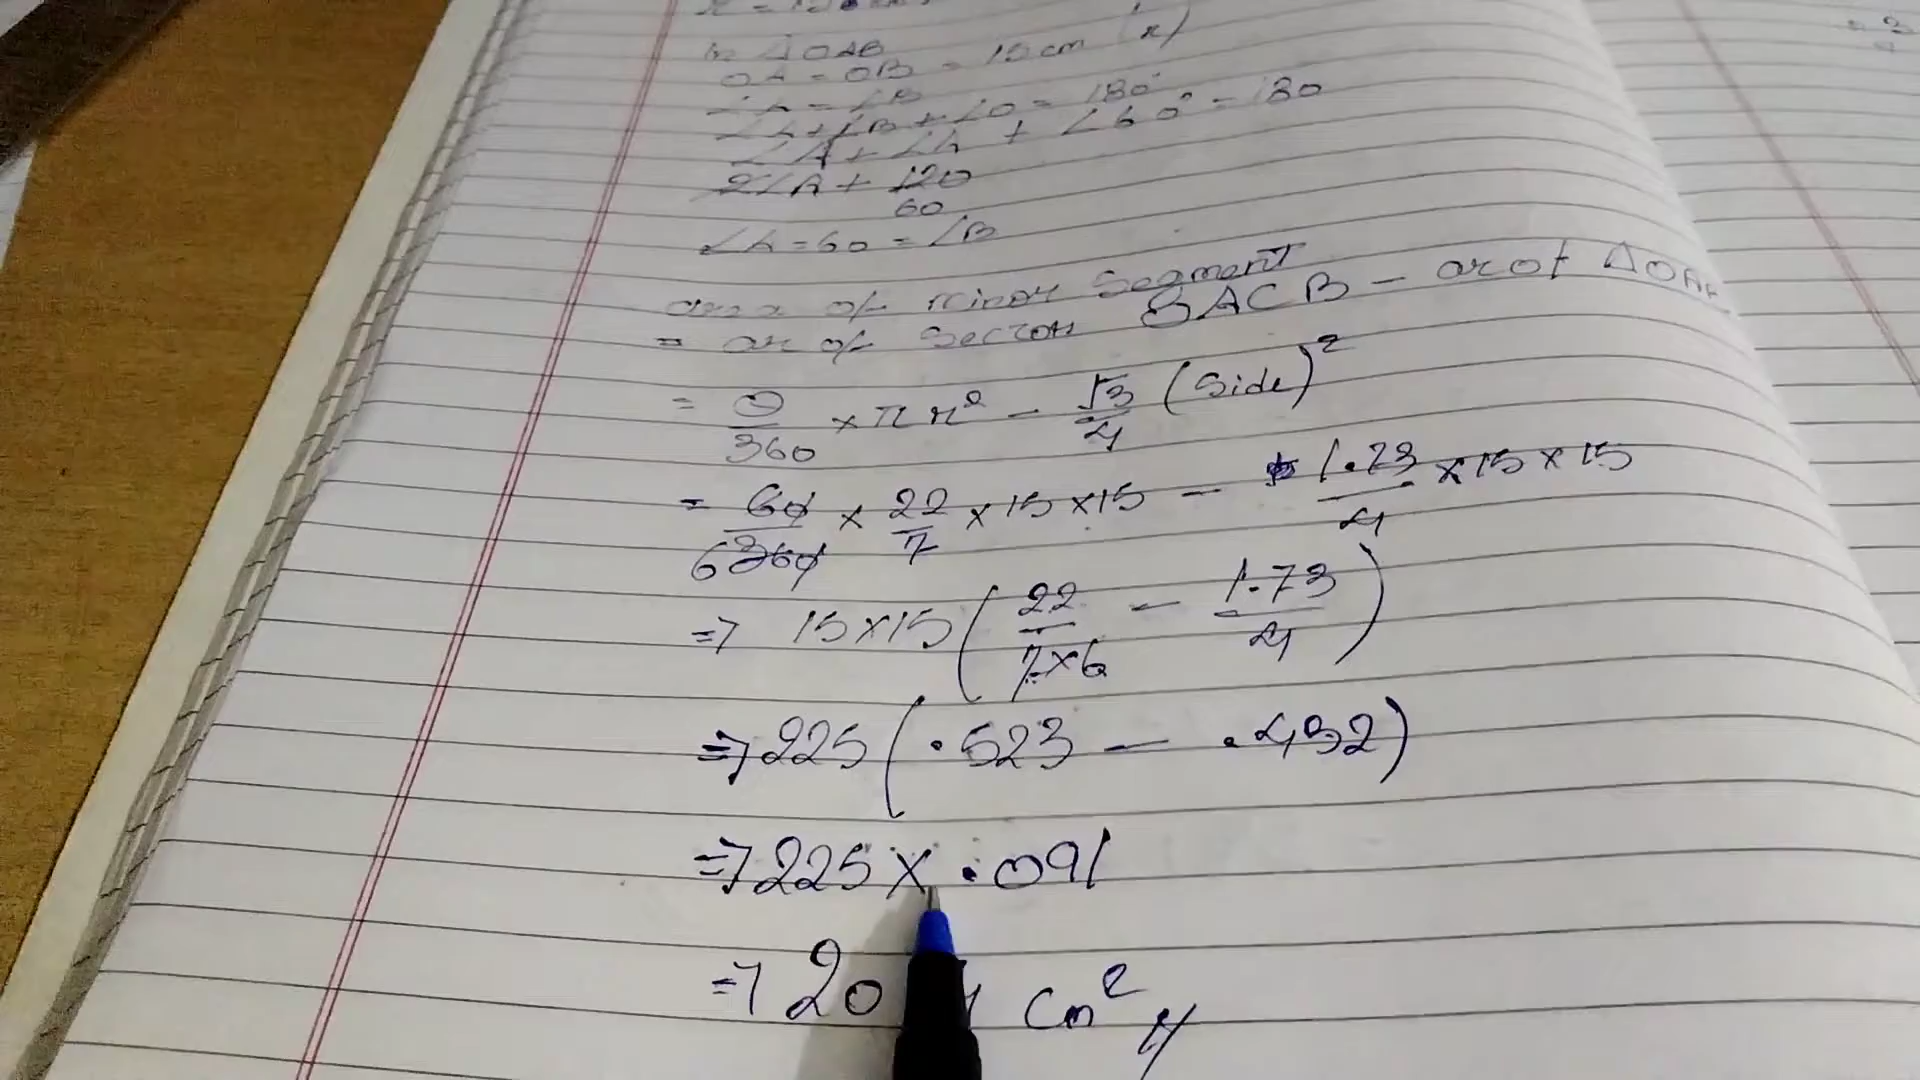 In ΔOAB
OA = OB = 15 cm (r)
∠A = ∠B
∠A + ∠B + ∠O = 180°
∠A + ∠A + ∠60° = 180
2∠A + 120
60
∠A = 60 = ∠B
area of minor segment
= ar of sector OACB - ar of Δ
= θ/360 × πr² - √3/4 (Side)²
= 60/360 6 × 22/7 × 15 × 15 - 1.73/4 × 15 × 15
⇒ 15×15 ( 22/7×6 - 1.73/4 )
⇒ 225 ( .523 - .432 )
⇒ 225 × .091
⇒ 20 cm²